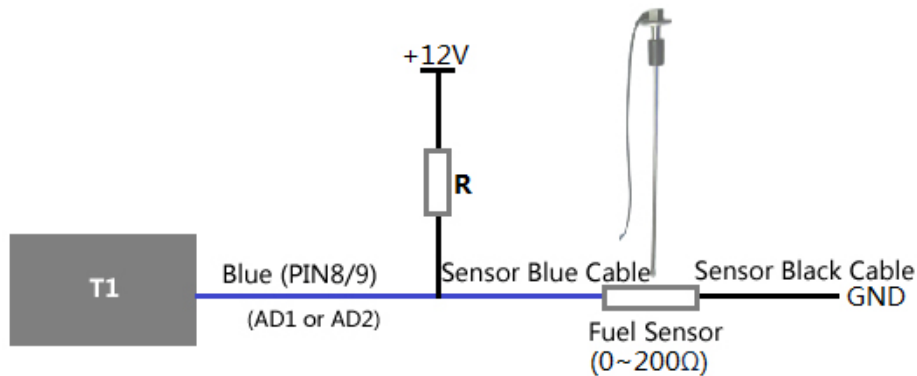 +12V
R
T1
Blue (PIN8/9)
(AD1 or AD2)
Sensor Blue Cable
Sensor Black Cable
GND
Fuel Sensor
(0~200Ω)